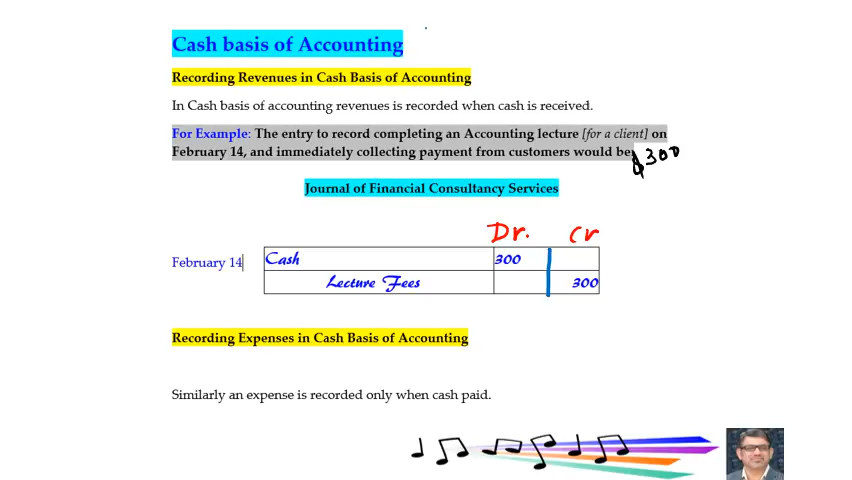 Cash basis of Accounting
Recording Revenues in Cash Basis of Accounting
In Cash basis of accounting revenues is recorded when cash is received.
For Example: The entry to record completing an Accounting lecture [for a client] on
February 14, and immediately collecting payment from customers would be:
$300
Journal of Financial Consultancy Services
Dr. Cr
February 14 Cash 300
Lecture Fees 300
Recording Expenses in Cash Basis of Accounting
Similarly an expense is recorded only when cash paid.